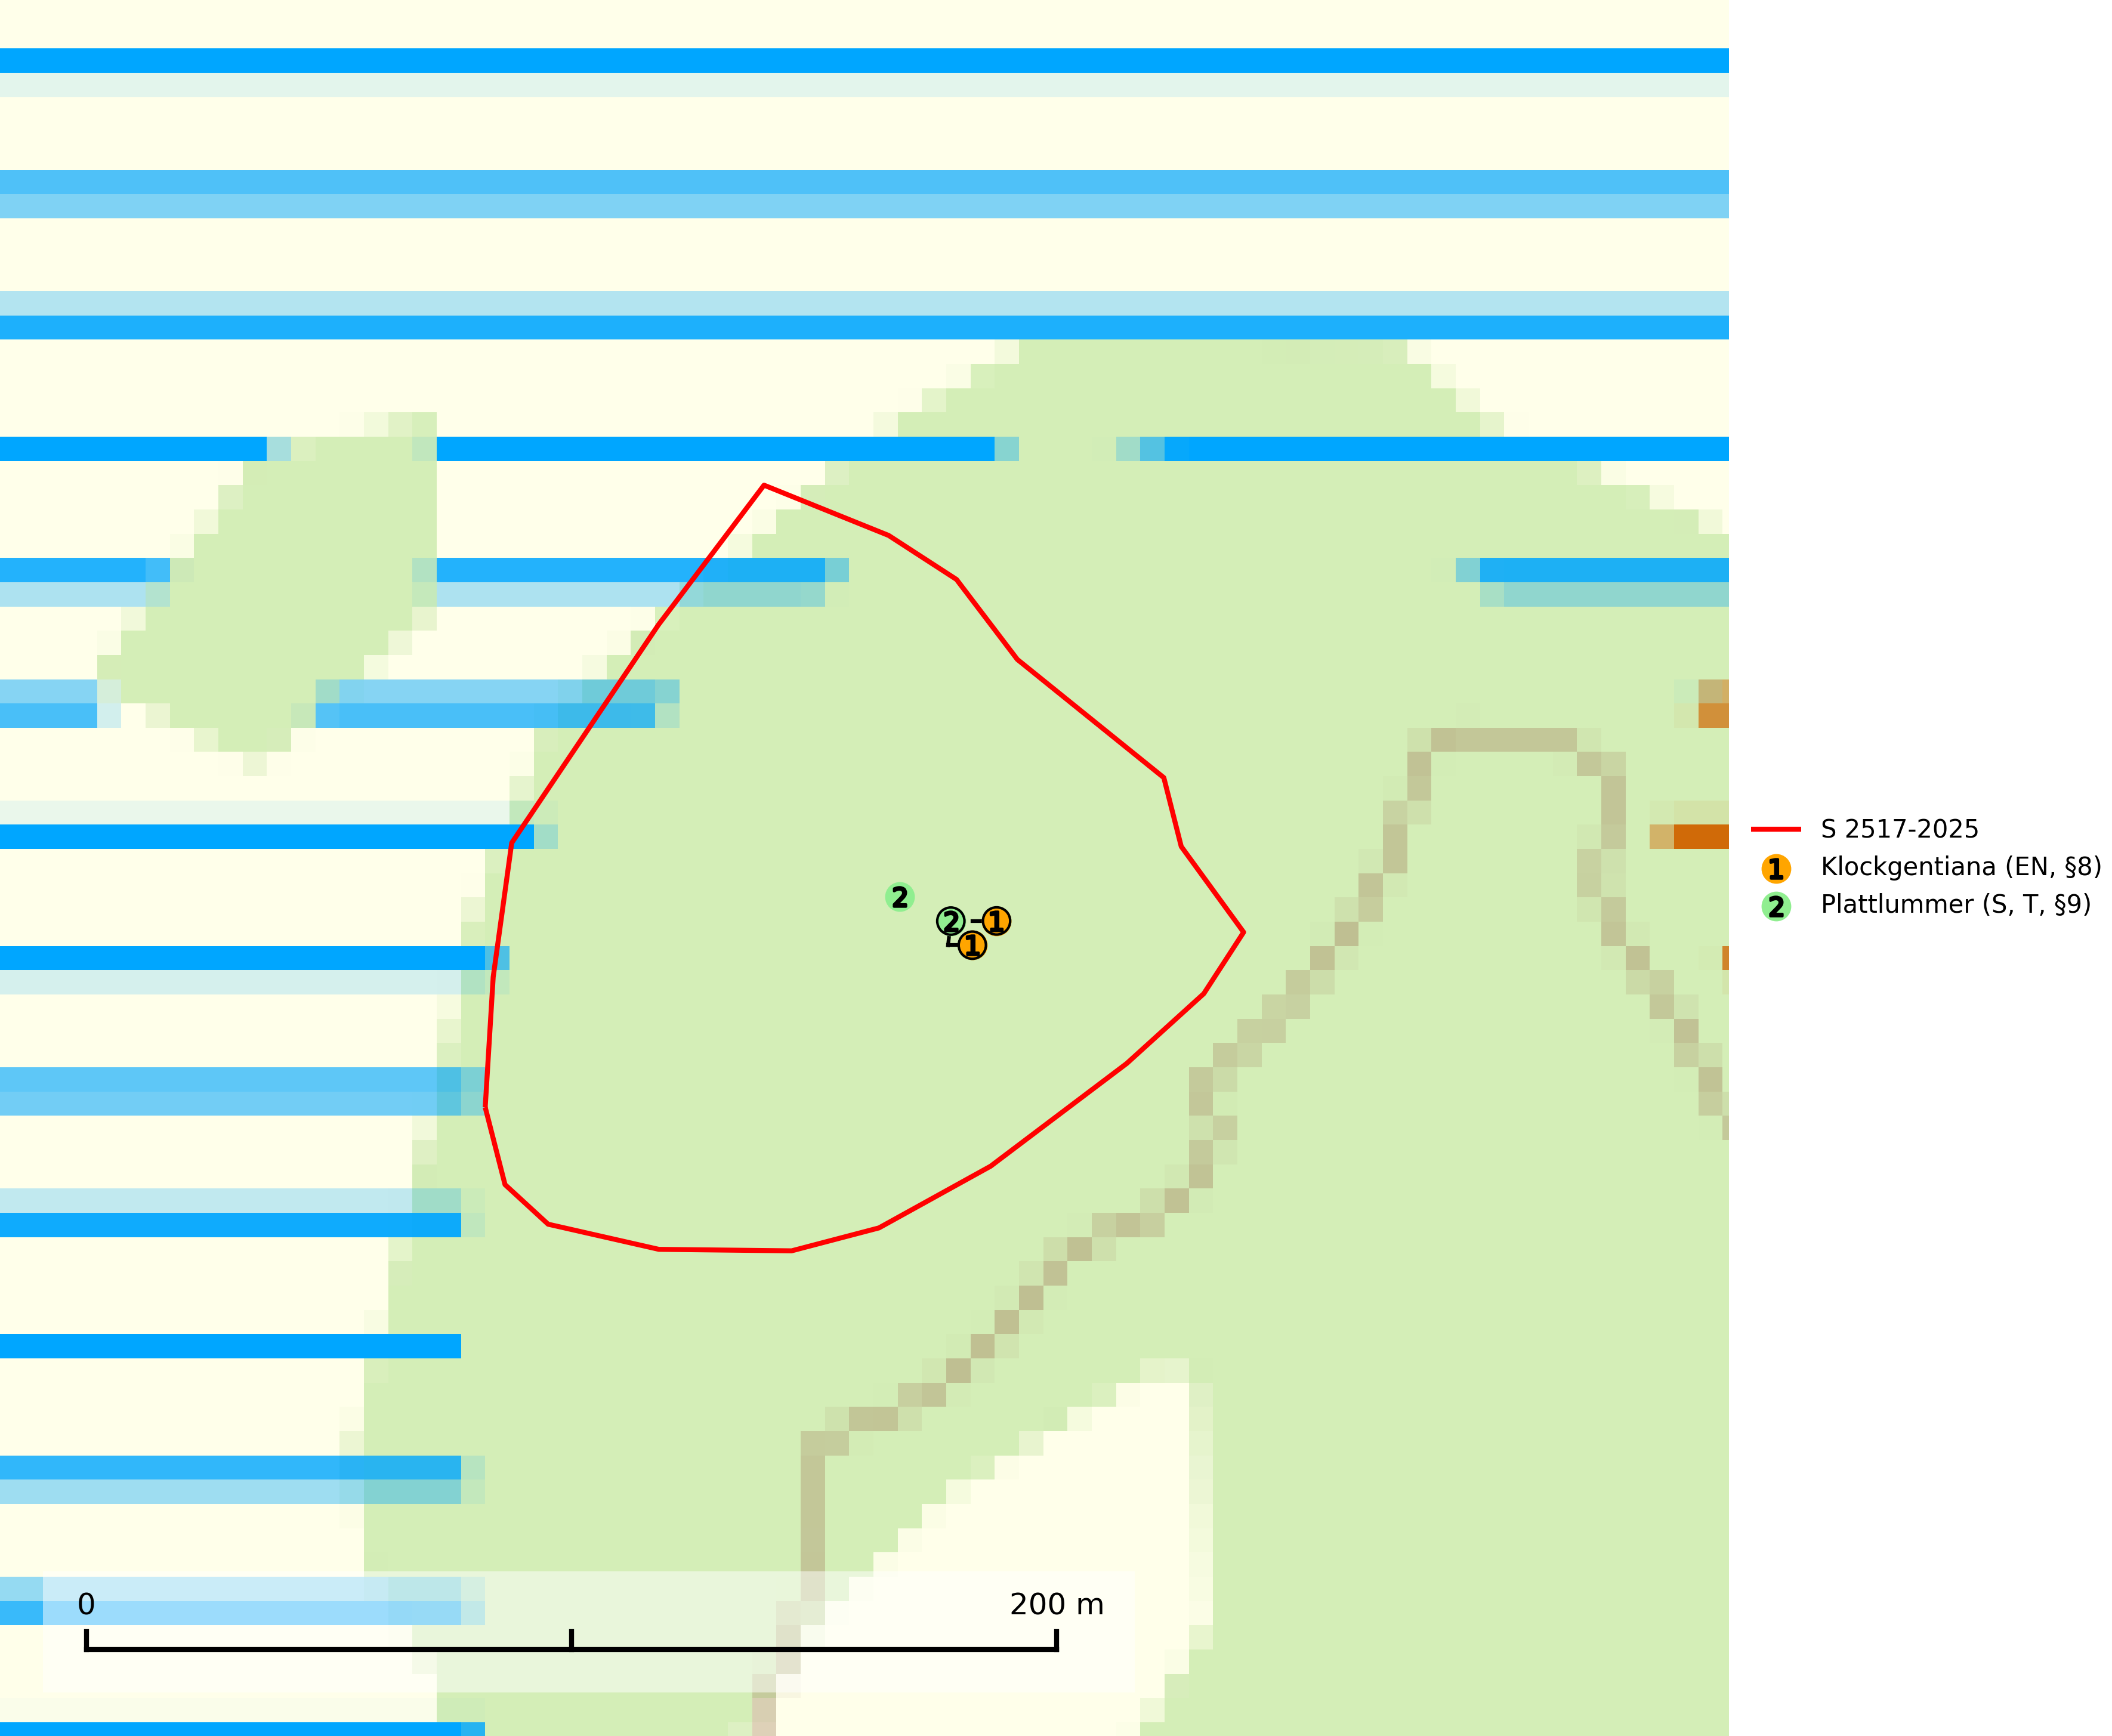 2
2
1
1
S 2517-2025
1 Klockgentiana (EN, §8)
2 Plattlummer (S, T, §9)
0 200 m